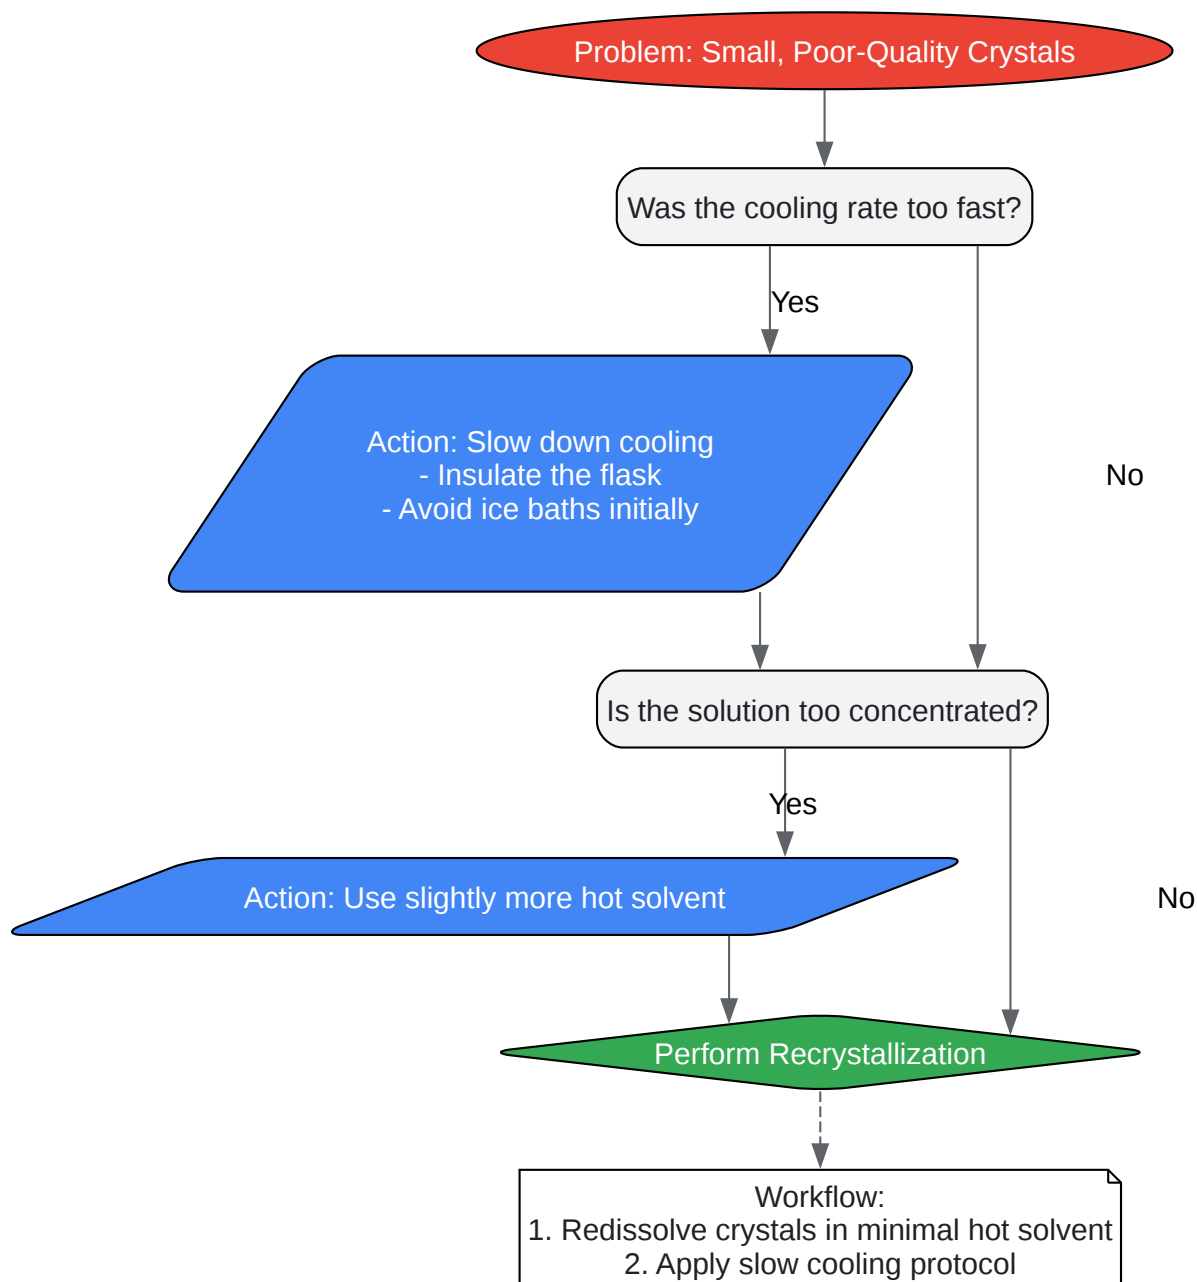 Problem: Small, Poor-Quality Crystals
Was the cooling rate too fast?
Yes
Action: Slow down cooling
- Insulate the flask
- Avoid ice baths initially
No
Is the solution too concentrated?
Yes
Action: Use slightly more hot solvent
No
Perform Recrystallization
Workflow:
1. Redissolve crystals in minimal hot solvent
2. Apply slow cooling protocol